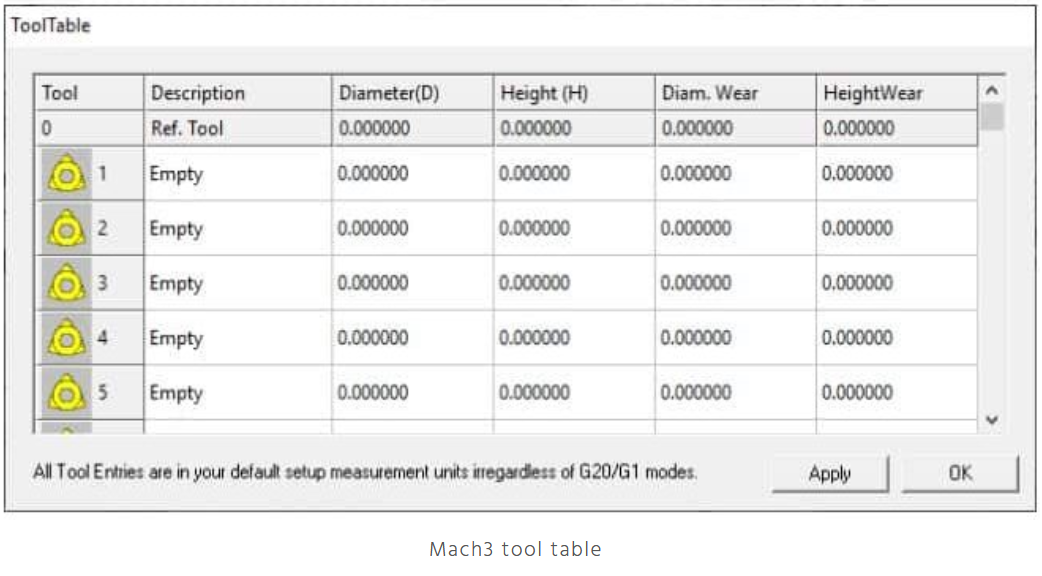 ToolTable
Tool Description Diameter(D) Height (H) Diam. Wear HeightWear
0 Ref. Tool 0.000000 0.000000 0.000000 0.000000
1 Empty 0.000000 0.000000 0.000000 0.000000
2 Empty 0.000000 0.000000 0.000000 0.000000
3 Empty 0.000000 0.000000 0.000000 0.000000
4 Empty 0.000000 0.000000 0.000000 0.000000
5 Empty 0.000000 0.000000 0.000000 0.000000
All Tool Entries are in your default setup measurement units irregardless of G20/G1 modes. Apply OK
Mach3 tool table